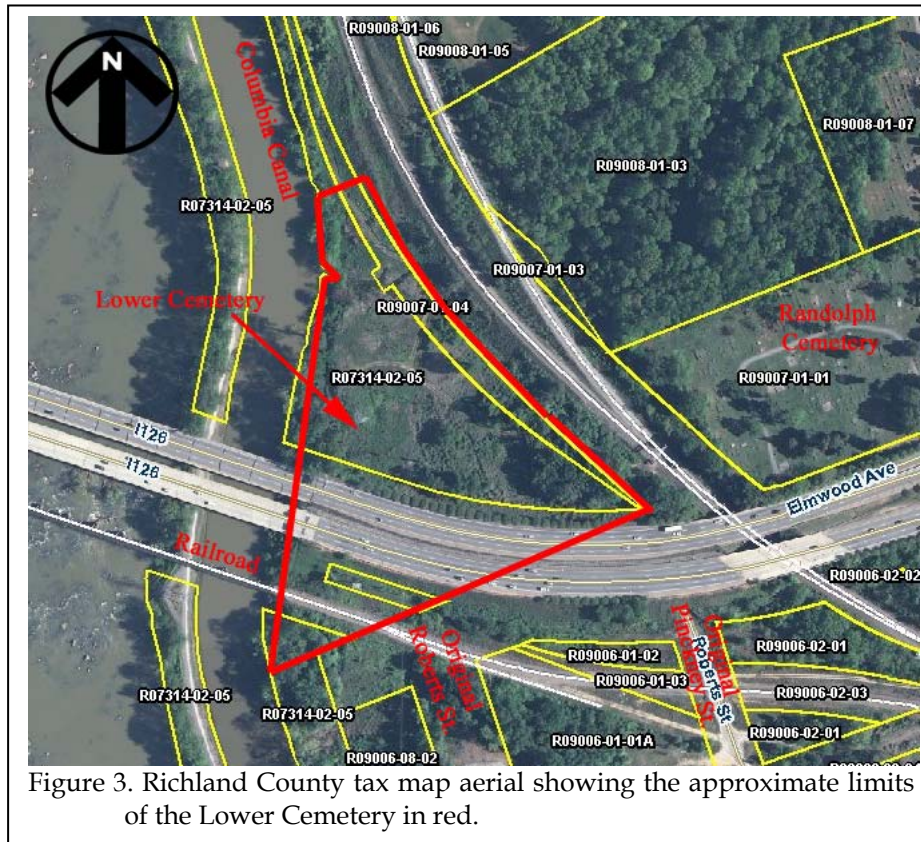 N
R09008-01-06
R09008-01-05
Columbia Canal
R09008-01-07
R09008-01-03
R07314-02-05
R09007-01-03
Lower Cemetery
R09007-01-04
Randolph
Cemetery
R07314-02-05
R09007-01-01
I126
I126
Elmwood Ave
Railroad
R09006-02-02
Original
Roberts St.
Original
Pinckney St.
Roberts St.
R09006-01-02
R09006-02-01
R09006-01-03
R09006-02-03
R07314-02-05
R07314-02-05
R09006-08-02
R09006-01-01A
R09006-02-01
Figure 3. Richland County tax map aerial showing the approximate limits
of the Lower Cemetery in red.